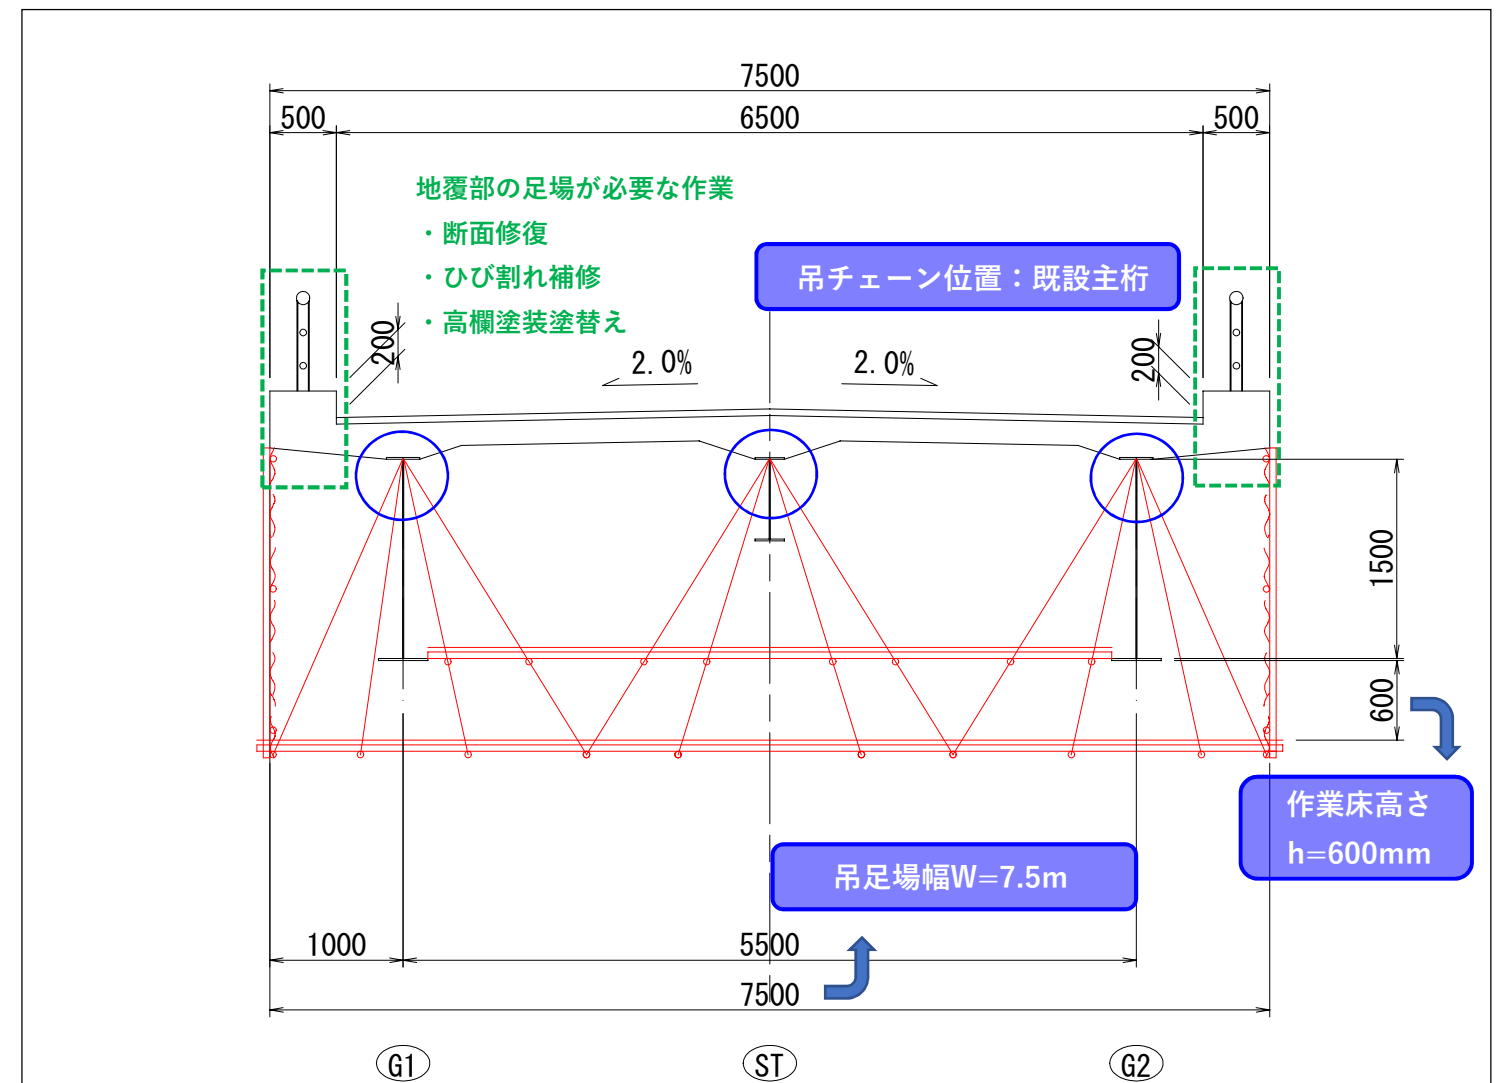 7500
500
6500
500
地覆部の足場が必要な作業
・断面修復
・ひび割れ補修
・高欄塗装塗替え
吊チェーン位置：既設主桁
200
2.0%
2.0%
200
1500
600
作業床高さ
h=600mm
吊足場幅W=7.5m
1000
5500
7500
G1
ST
G2